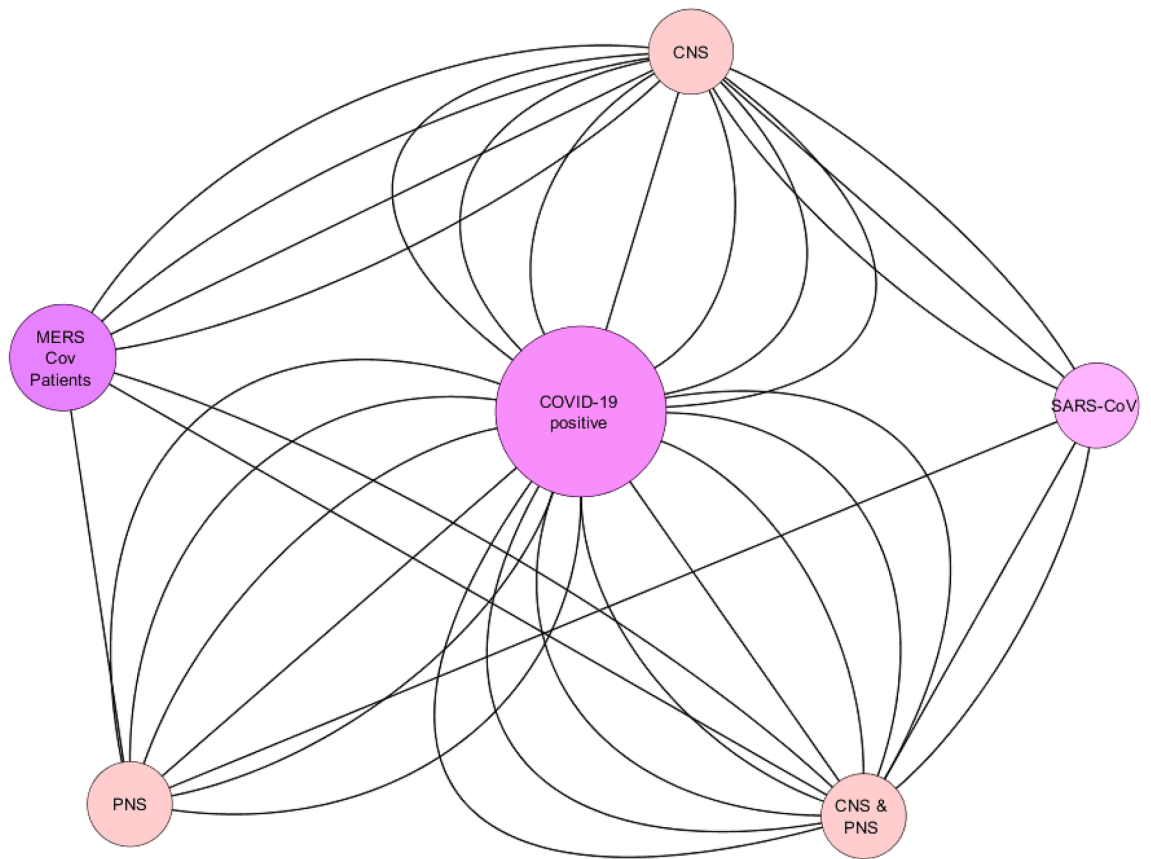 CNS
MERS
Cov
Patients
COVID-19
positive
SARS-CoV
PNS
CNS &
PNS